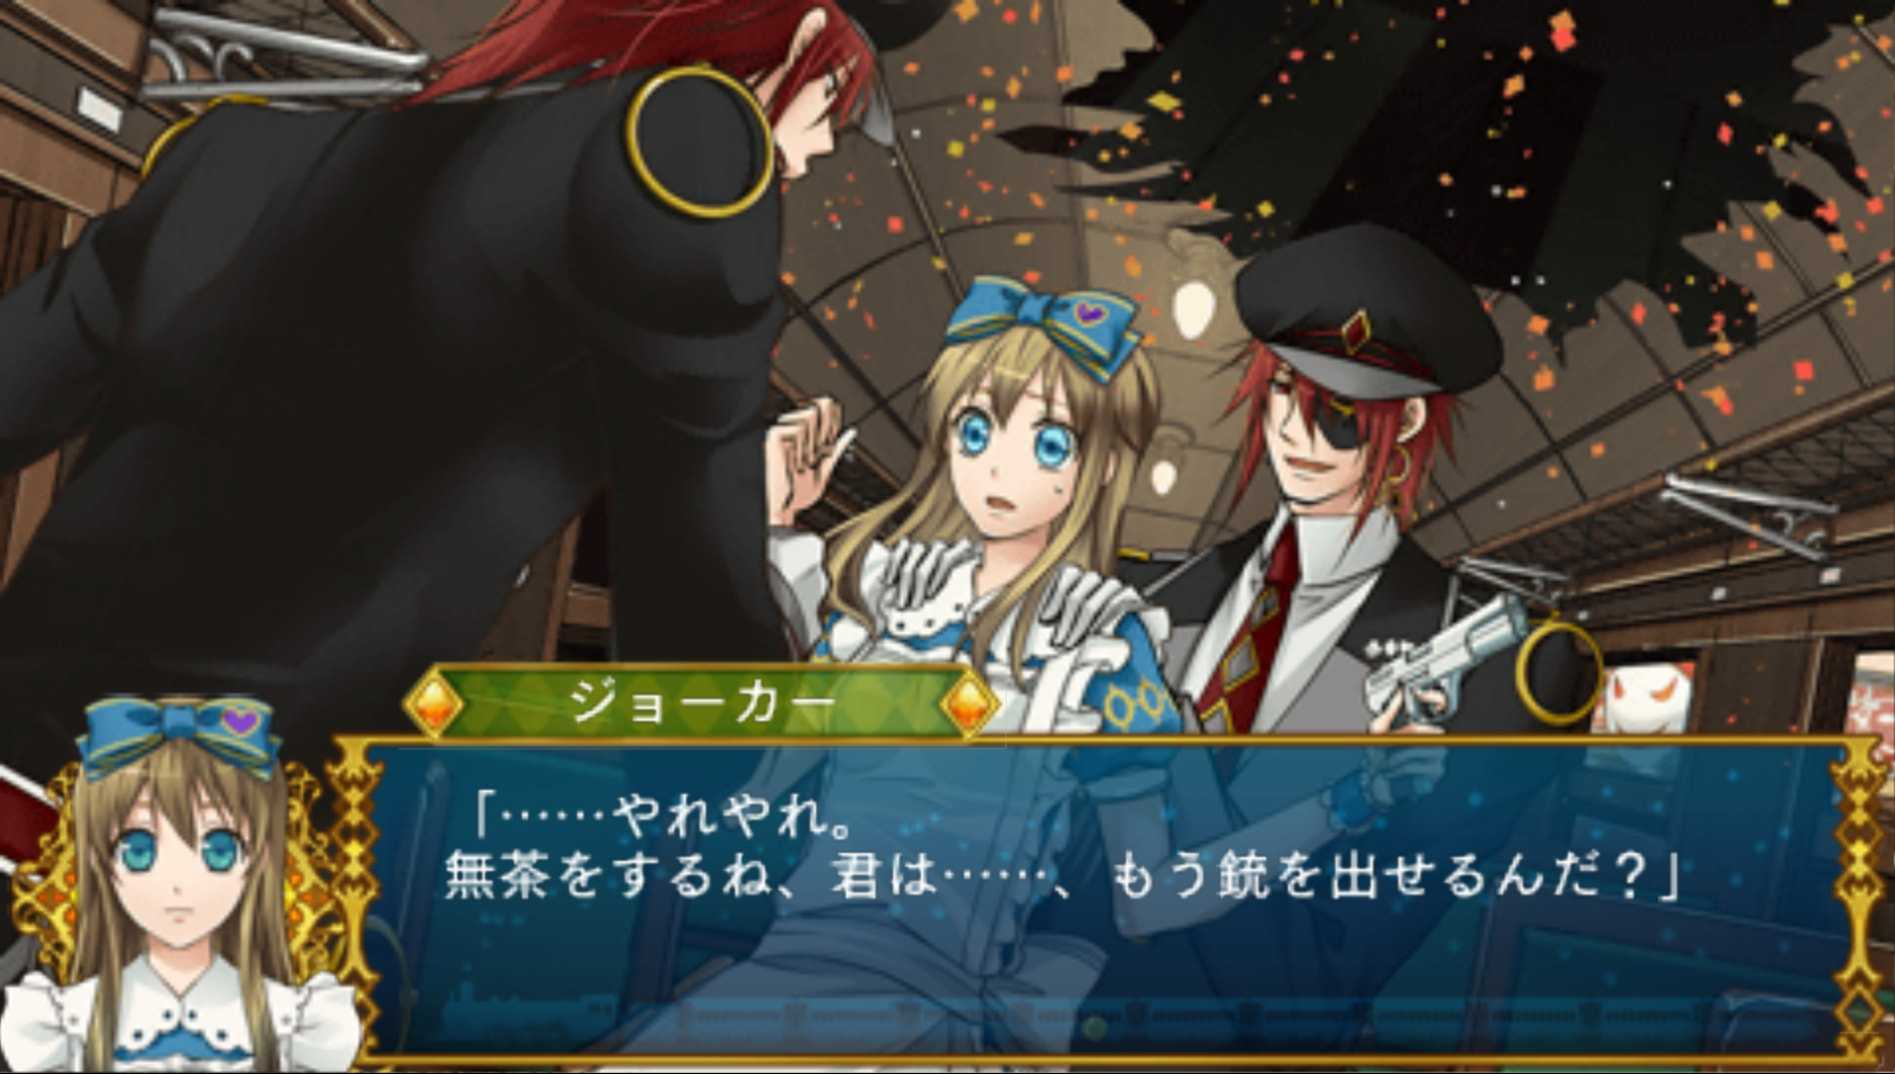 ジョーカー
「……やれやれ。
無茶をするね、君は……、もう銃を出せるんだ？」